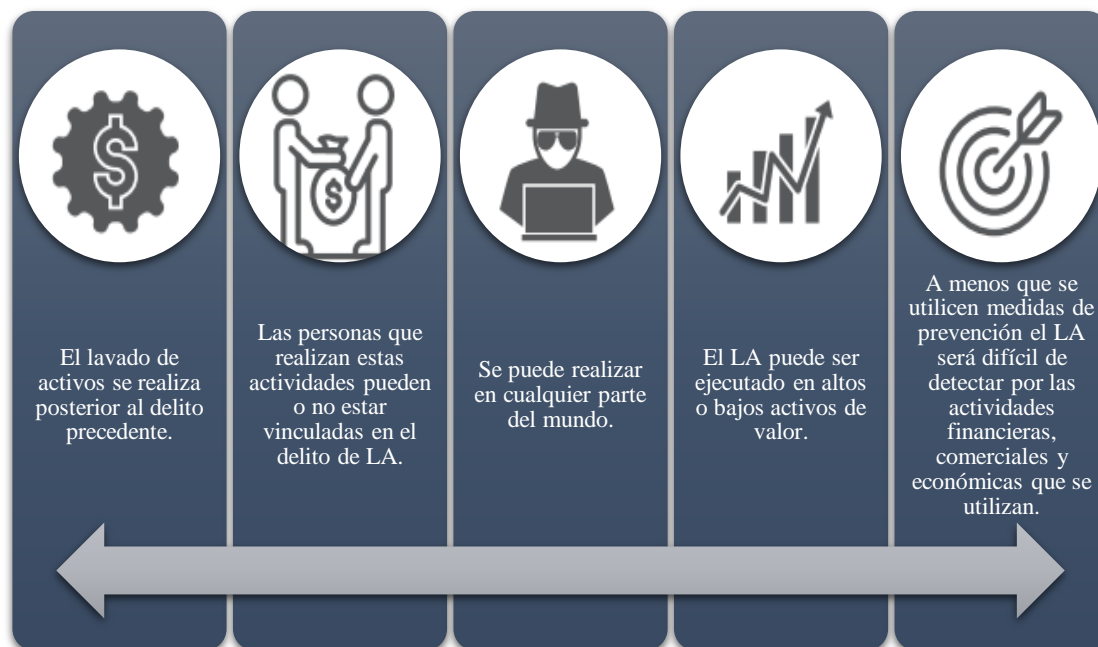 $
$
El lavado de
activos se realiza
posterior al delito
precedente.
Las personas que
realizan estas
actividades pueden
o no estar
vinculadas en el
delito de LA.
Se puede realizar
en cualquier parte
del mundo.
El LA puede ser
ejecutado en altos
o bajos activos de
valor.
A menos que se
utilicen medidas de
prevención el LA
será difícil de
detectar por las
actividades
financieras,
comerciales y
económicas que se
utilizan.